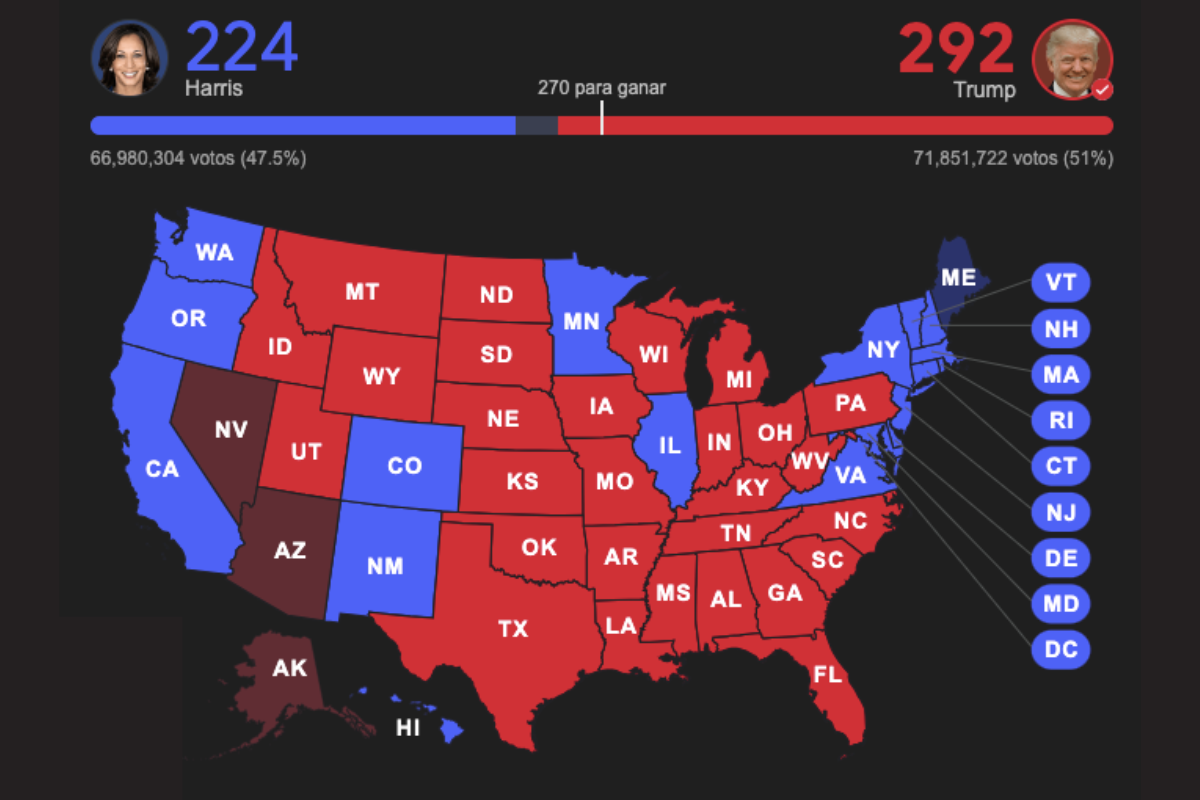 224
Harris
292
Trump
270 para ganar
66,980,304 votos (47.5%)
71,851,722 votos (51%)
WA
OR
CA
NV
ID
MT
WY
UT
AZ
CO
NM
ND
SD
NE
KS
OK
TX
MN
IA
MO
AR
LA
WI
IL
MI
IN
OH
KY
TN
MS
AL
GA
FL
SC
NC
VA
WV
PA
NY
ME
VT
NH
MA
RI
CT
NJ
DE
MD
DC
AK
HI